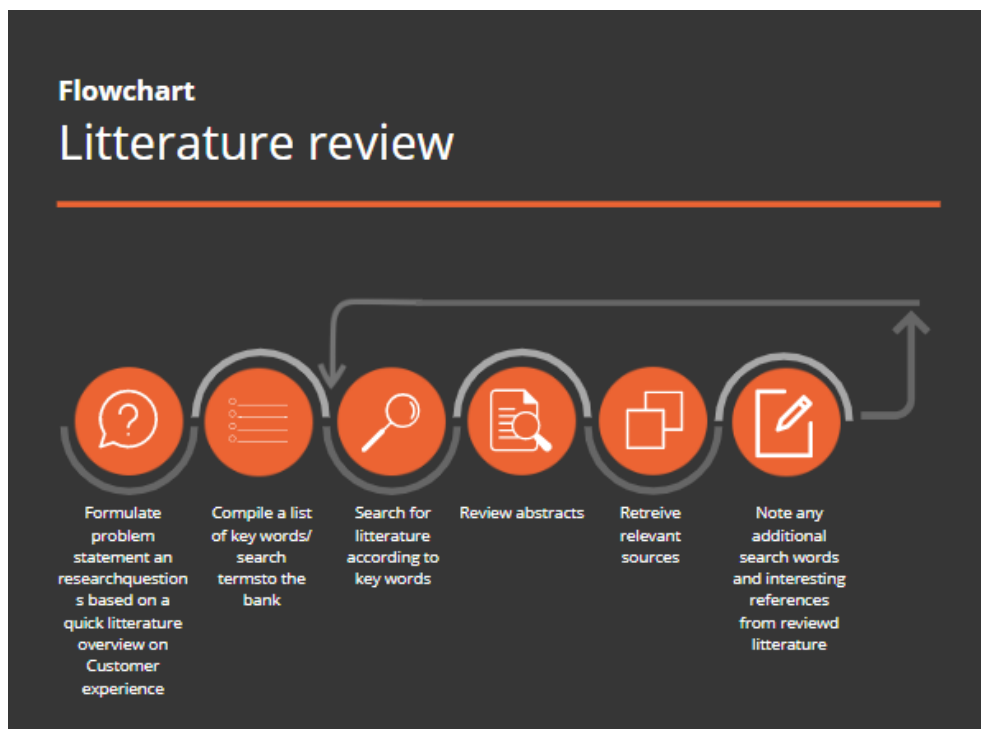 Flowchart
Litterature review
Formulate
problem
statement an
researchquestion
s based on a
quick litterature
overview on
Customer
experience
Compile a list
of key words/
search
termsto the
bank
Search for
litterature
according to
key words
Review abstracts
Retreive
relevant
sources
Note any
additional
search words
and interesting
references
from reviewd
litterature